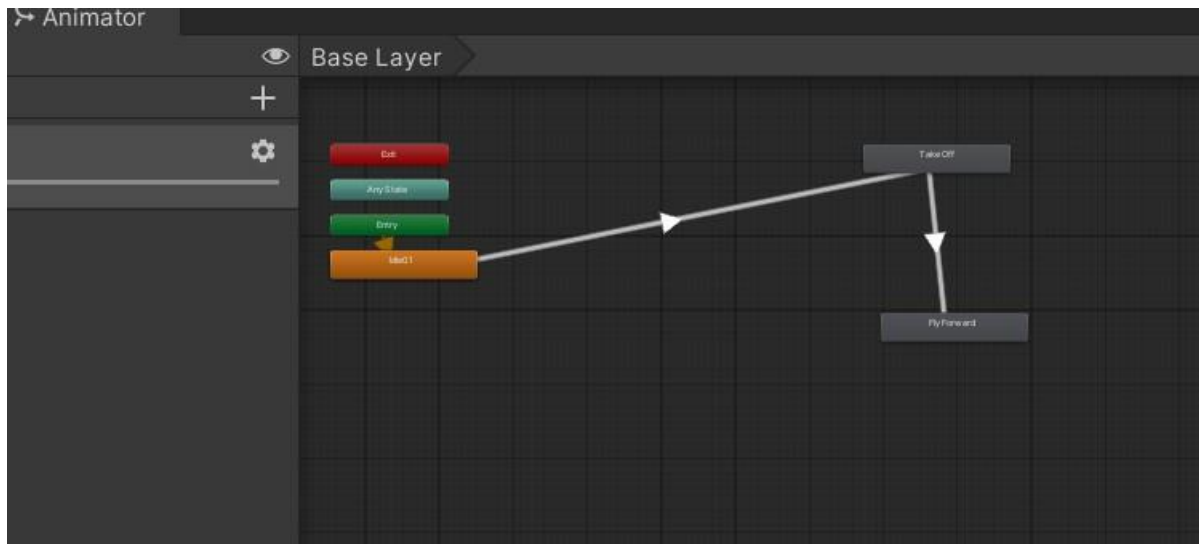 Animator
Base Layer
Exit
Any State
Entry
Idle01
Take Off
Fly Forward